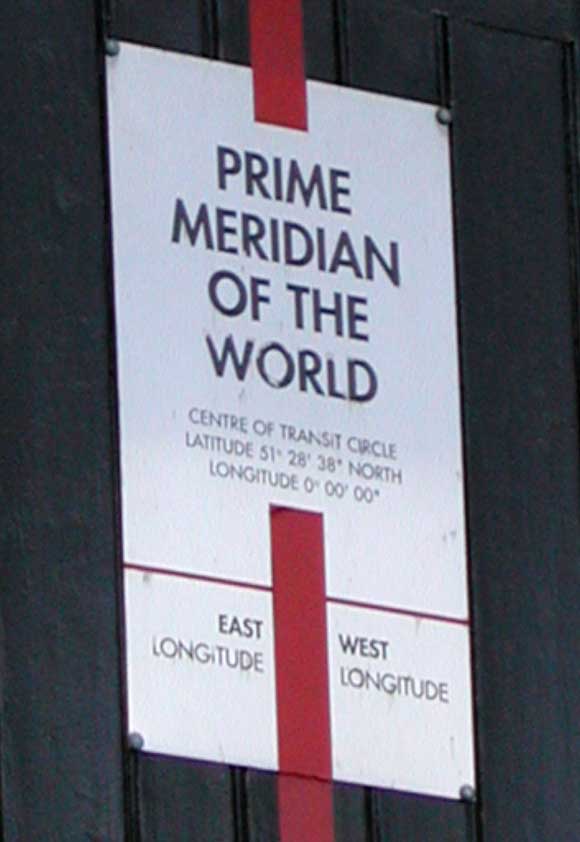 PRIME
MERIDIAN
OF THE
WORLD
CENTRE OF TRANSIT CIRCLE
LATITUDE 51° 28' 38" NORTH
LONGITUDE 0° 00' 00"
EAST
LONGITUDE
WEST
LONGITUDE